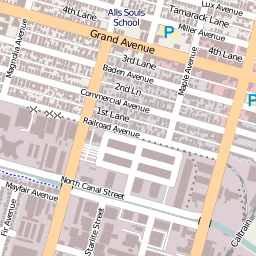 4th Lane
Alls Souls
School
Tamarack Lane
Lux Avenue
Miller Avenue
4th Lane
Grand Avenue
Magnolia Avenue
3rd Lane
Baden Avenue
2nd Ln
Maple Avenue
P
P
Commercial Avenue
1st Lane
Railroad Avenue
North Canal Street
Mayfair Avenue
Fir Avenue
Starlite Street
Caltrain